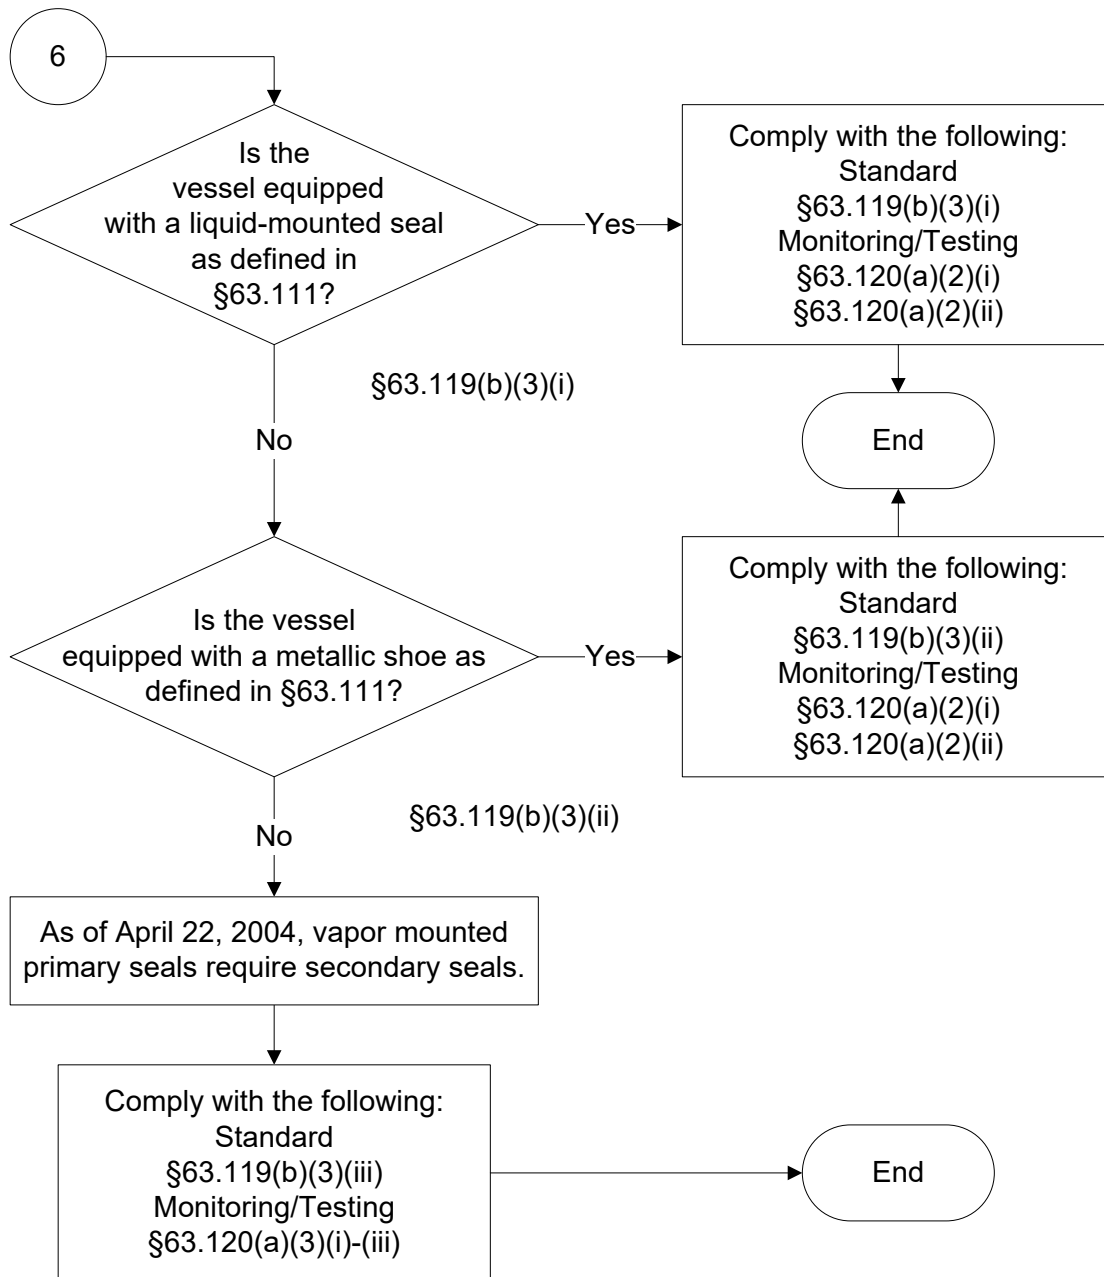 6
Is the
vessel equipped
with a liquid-mounted seal
as defined in
§63.111?
Yes
Comply with the following:
Standard
§63.119(b)(3)(i)
Monitoring/Testing
§63.120(a)(2)(i)
§63.120(a)(2)(ii)
§63.119(b)(3)(i)
No
End
Is the vessel
equipped with a metallic shoe as
defined in §63.111?
Yes
Comply with the following:
Standard
§63.119(b)(3)(ii)
Monitoring/Testing
§63.120(a)(2)(i)
§63.120(a)(2)(ii)
§63.119(b)(3)(ii)
No
As of April 22, 2004, vapor mounted
primary seals require secondary seals.
Comply with the following:
Standard
§63.119(b)(3)(iii)
Monitoring/Testing
§63.120(a)(3)(i)-(iii)
End